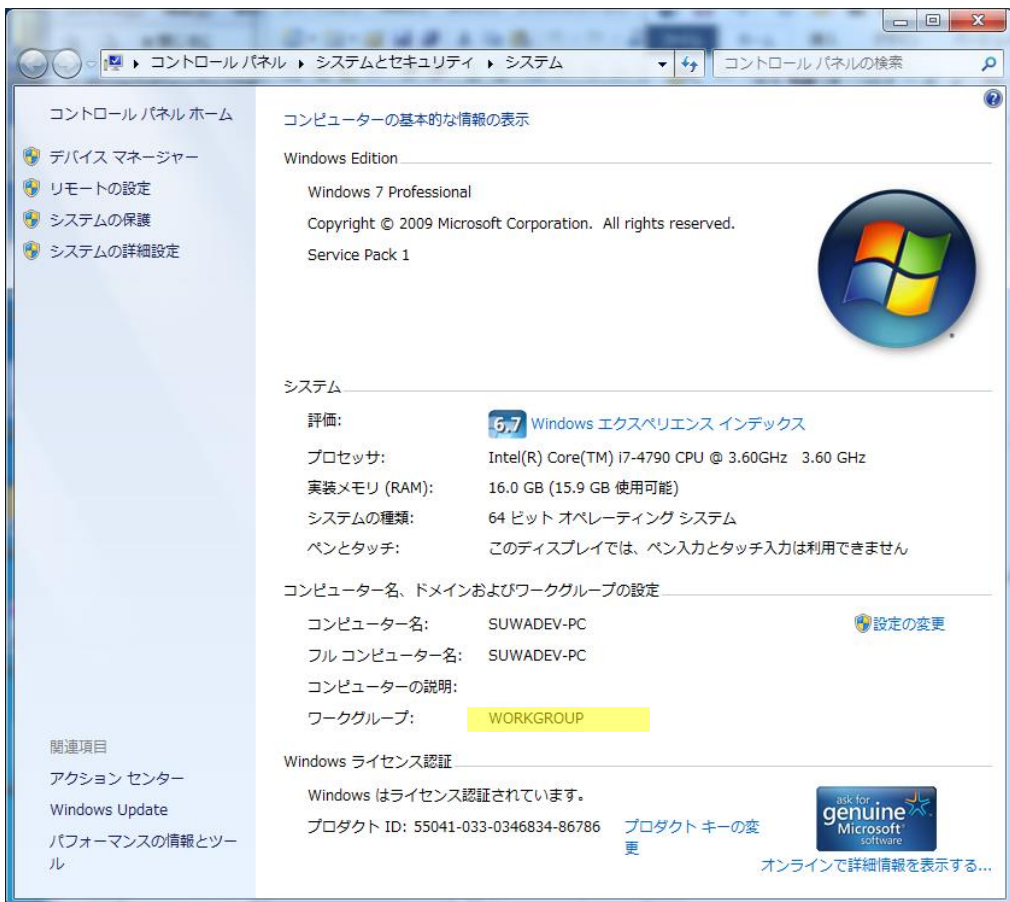 コントロール パネル ▸ システムとセキュリティ ▸ システム
コントロール パネルの検索
コントロール パネル ホーム
デバイス マネージャー
リモートの設定
システムの保護
システムの詳細設定
コンピューターの基本的な情報の表示
Windows Edition
Windows 7 Professional
Copyright © 2009 Microsoft Corporation. All rights reserved.
Service Pack 1
システム
評価: 6.7 Windows エクスペリエンス インデックス
プロセッサ: Intel(R) Core(TM) i7-4790 CPU @ 3.60GHz 3.60 GHz
実装メモリ (RAM): 16.0 GB (15.9 GB 使用可能)
システムの種類: 64 ビット オペレーティング システム
ペンとタッチ: このディスプレイでは、ペン入力とタッチ入力は利用できません
コンピューター名、ドメインおよびワークグループの設定
コンピューター名: SUWADEV-PC 設定の変更
フル コンピューター名: SUWADEV-PC
コンピューターの説明:
ワークグループ: WORKGROUP
Windows ライセンス認証
Windows はライセンス認証されています。
プロダクト ID: 55041-033-0346834-86786 プロダクト キーの変
更
ask for
genuine
Microsoft
software
オンラインで詳細情報を表示する...
関連項目
アクション センター
Windows Update
パフォーマンスの情報とツー
ル